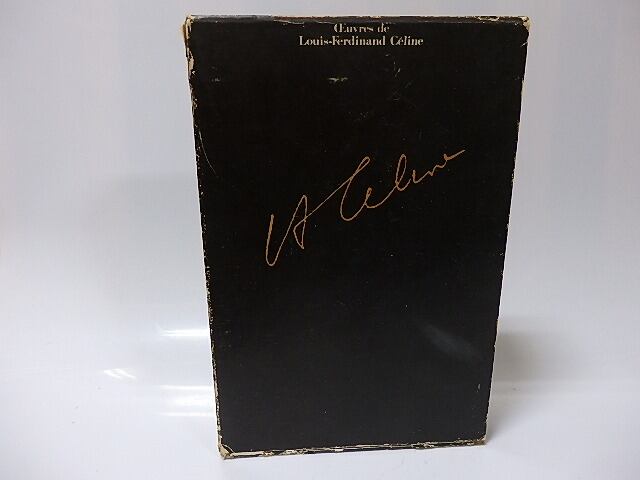 Œuvres de
Louis-Ferdinand Céline
LF Céline